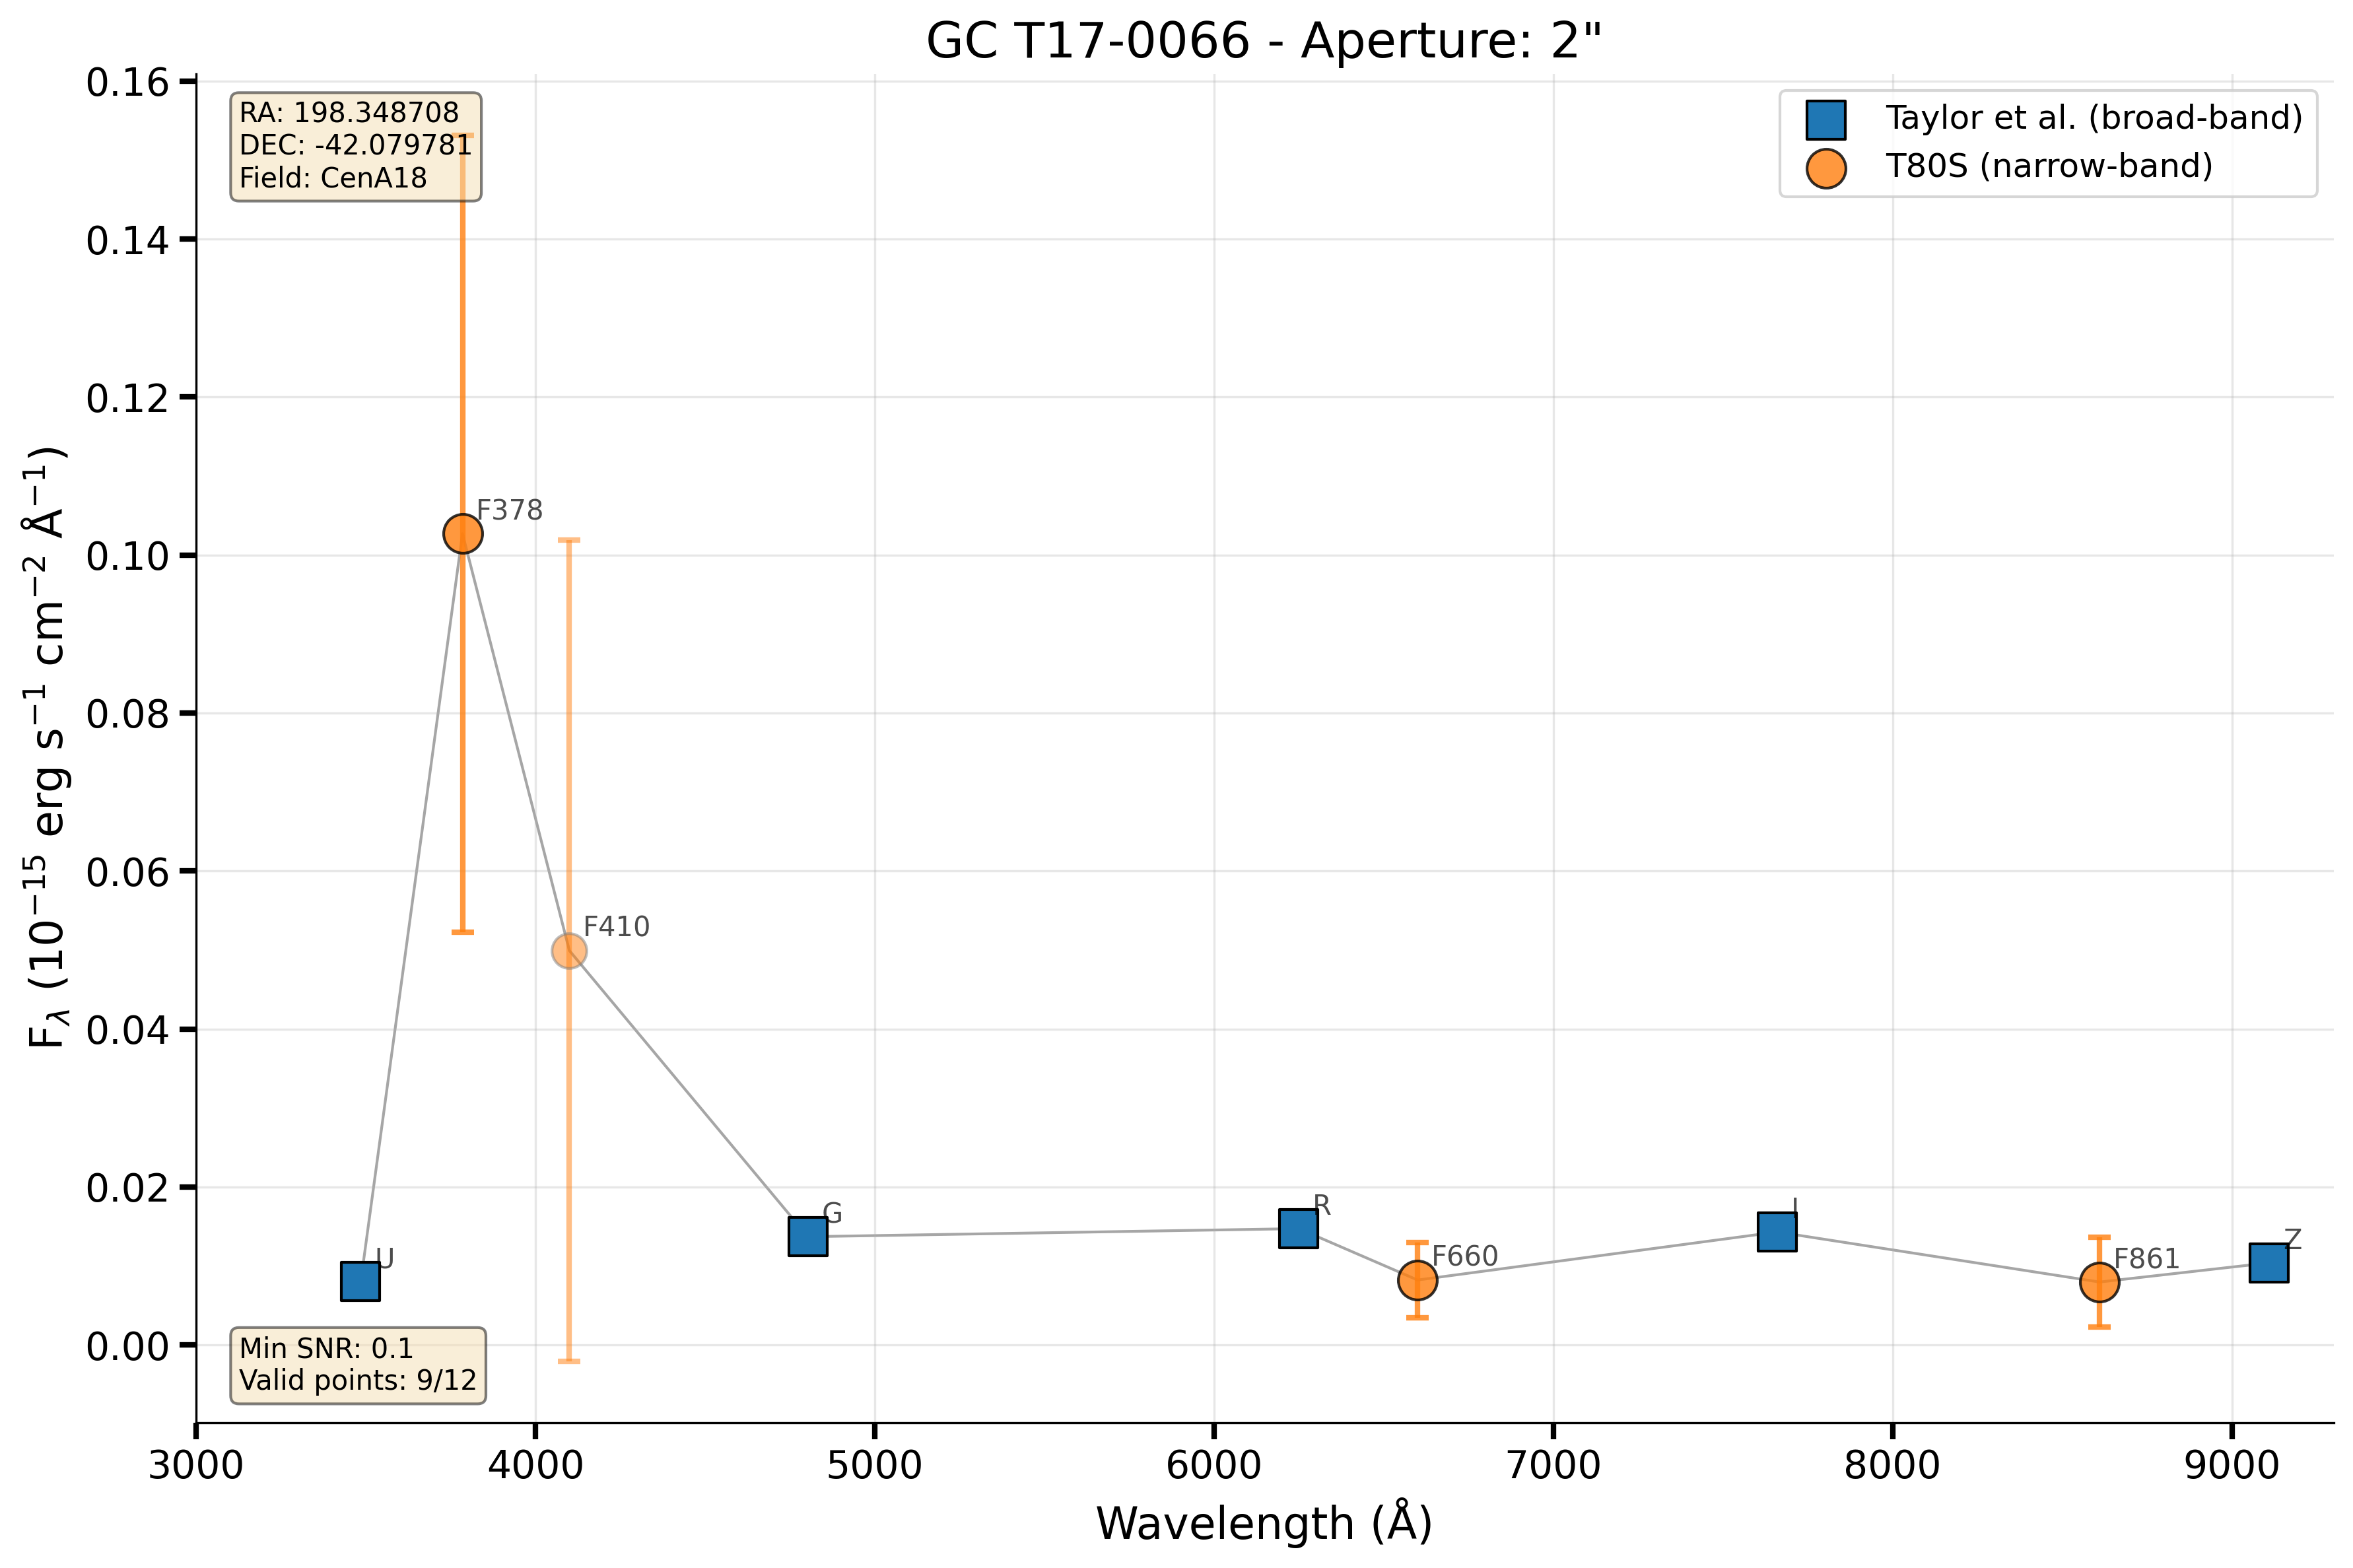 GC T17-0066 - Aperture: 2"
RA: 198.348708
DEC: -42.079781
Field: CenA18
Taylor et al. (broad-band)
T80S (narrow-band)
0.16
0.14
0.12
0.10
0.08
0.06
0.04
0.02
0.00
F_λ (10⁻¹⁵ erg s⁻¹ cm⁻² Å⁻¹)
F378
F410
U
G
R
F660
I
F861
Z
Min SNR: 0.1
Valid points: 9/12
3000 4000 5000 6000 7000 8000 9000
Wavelength (Å)